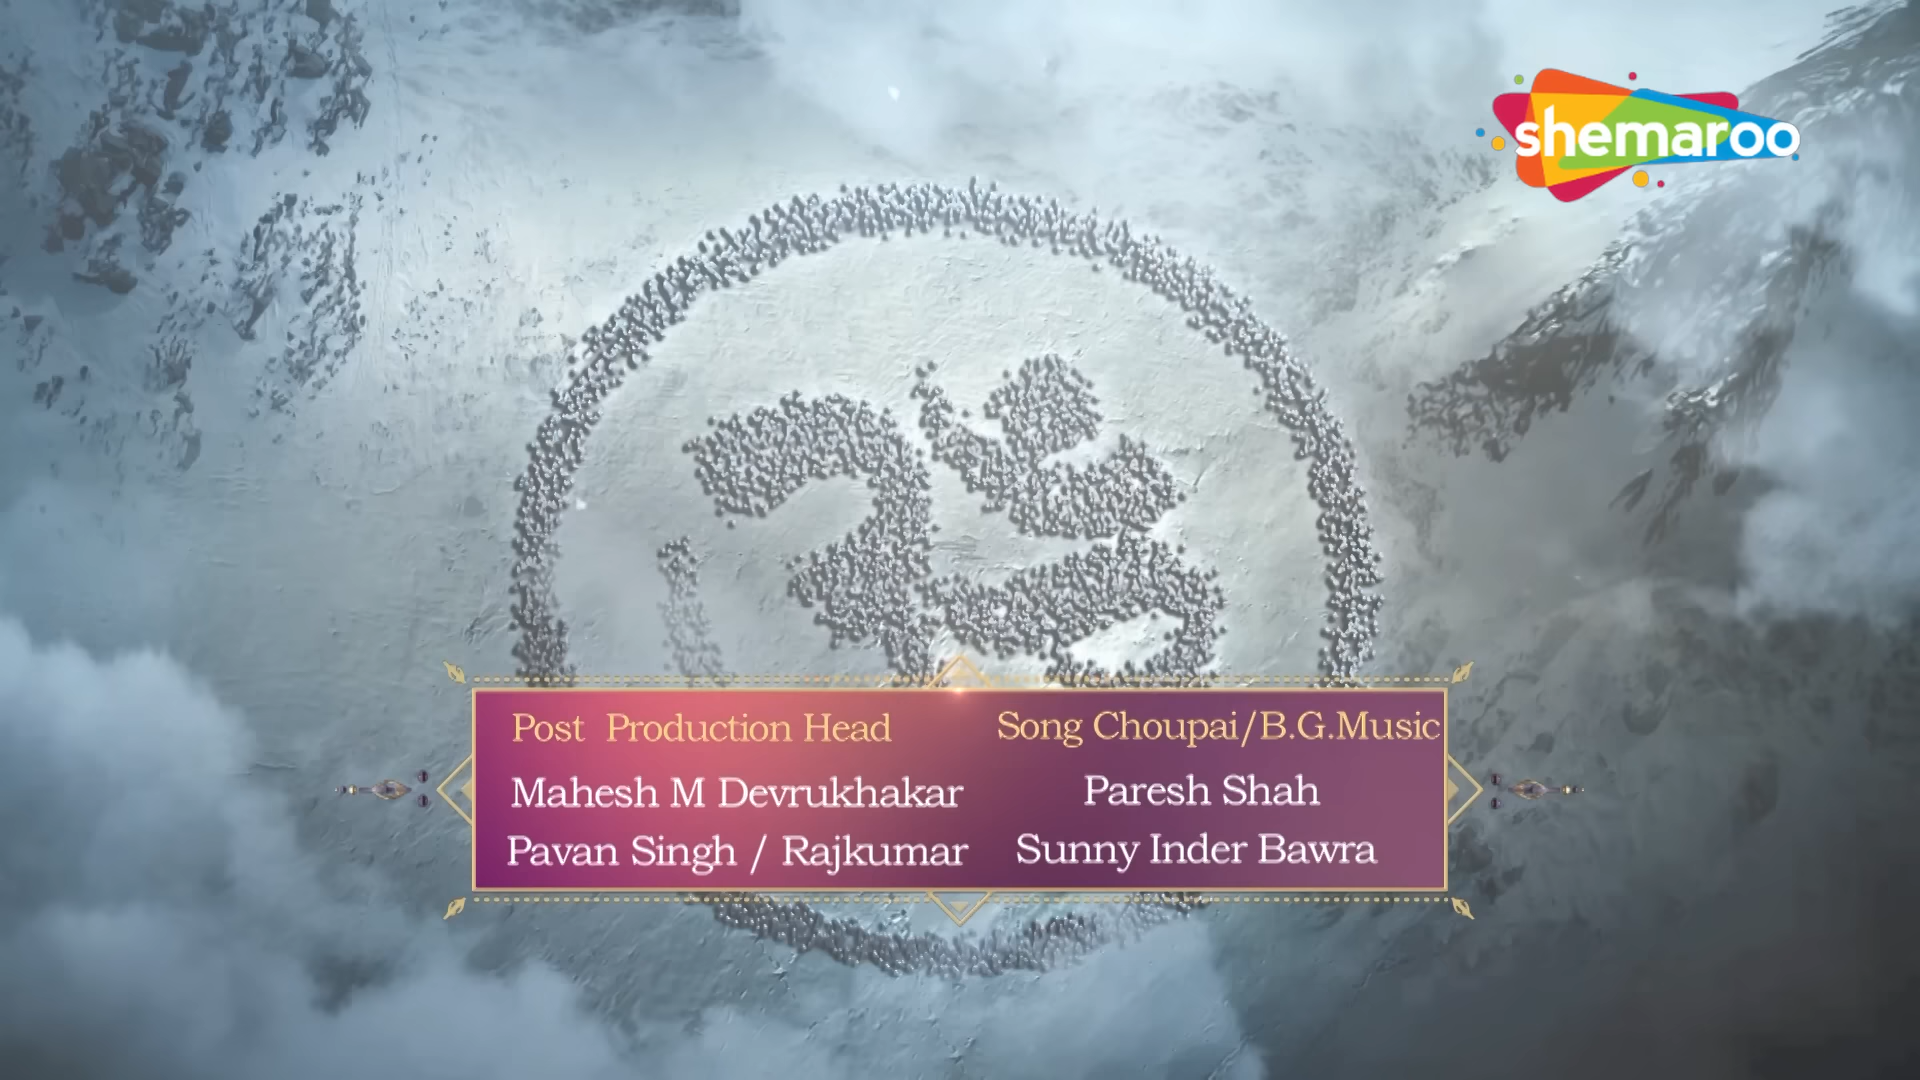 shemaroo
Post Production Head
Mahesh M Devrukhakar
Pavan Singh / Rajkumar
Song Choupai/B.G.Music
Paresh Shah
Sunny Inder Bawra